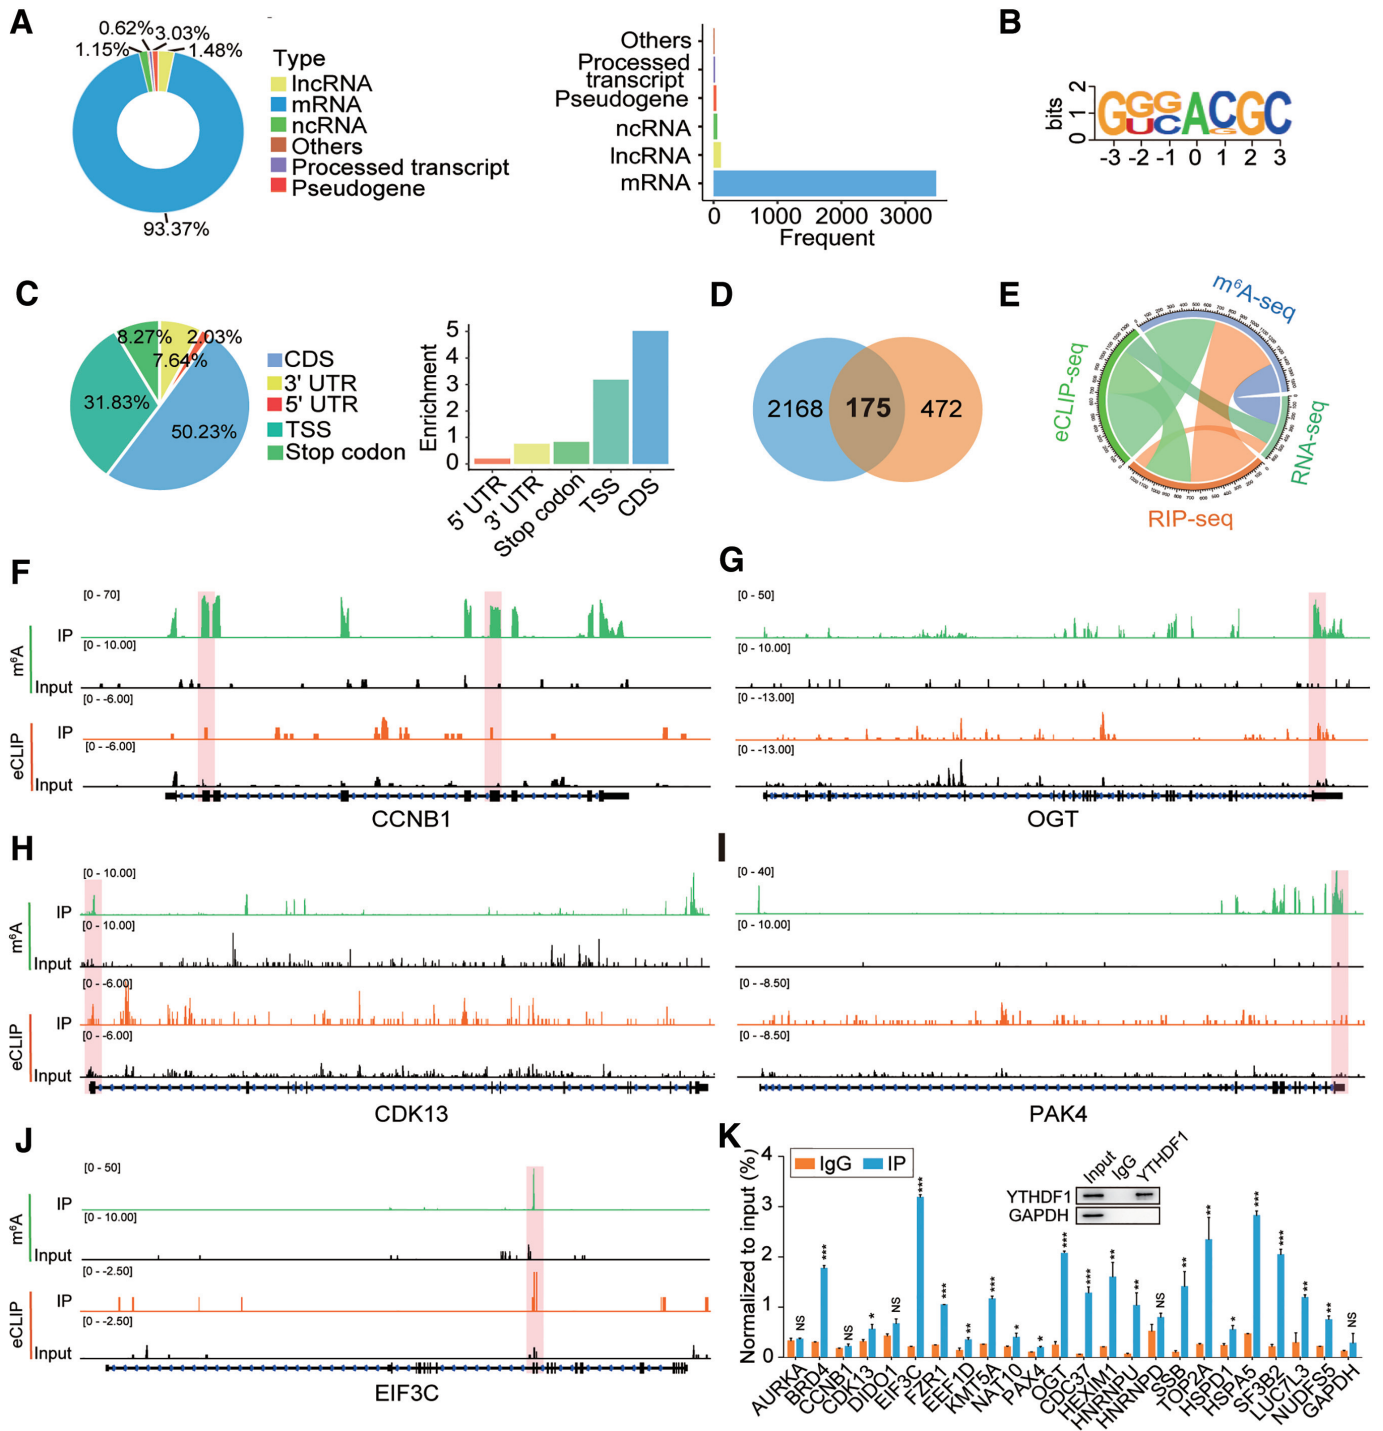 A
0.62%
3.03%
1.15%
1.48%
93.37%
Type
lncRNA
mRNA
ncRNA
Others
Processed transcript
Pseudogene
Others
Processed
transcript
Pseudogene
ncRNA
lncRNA
mRNA
0 1000 2000 3000
Frequent
B
bits
2
1
0
GGGACGC
UC G
-3 -2 -1 0 1 2 3
C
8.27%
2.03%
7.64%
31.83%
50.23%
CDS
3' UTR
5' UTR
TSS
Stop codon
Enrichment
5
4
3
2
1
0
5' UTR
3' UTR
Stop codon
TSS
CDS
D
2168
175
472
E
m⁶A-seq
eCLIP-seq
RNA-seq
RIP-seq
F
[0 - 70]
IP
[0 - 10.00]
m⁶A
Input
[0 - -6.00]
IP
[0 - -6.00]
eCLIP
Input
CCNB1
G
[0 - 50]
[0 - 10.00]
[0 - -13.00]
[0 - -13.00]
OGT
H
[0 - 10.00]
IP
[0 - 10.00]
m⁶A
Input
[0 - -6.00]
IP
[0 - -6.00]
eCLIP
Input
CDK13
I
[0 - 40]
[0 - 10.00]
[0 - -8.50]
[0 - -8.50]
PAK4
J
[0 - 50]
IP
[0 - 10.00]
m⁶A
Input
[0 - -2.50]
IP
[0 - -2.50]
eCLIP
Input
EIF3C
K
Normalized to input (%)
4
3
2
1
0
IgG IP
Input
IgG
YTHDF1
YTHDF1
GAPDH
NS *** NS * NS *** *** ** *** * * *** *** ** ** NS ** ** * *** *** ** ** NS
AURKA
BRD4
CCNB1
CDK13
DIDO1
EIF3C
FZR1
EEF1D
KMT5A
NAT10
PAX4
OGT
CDC37
HEXIM1
HNRNPU
HNRNPD
SSB
TOP2A
HSPD1
HSPA5
SF3B2
LUC7L3
NUDFS5
GAPDH